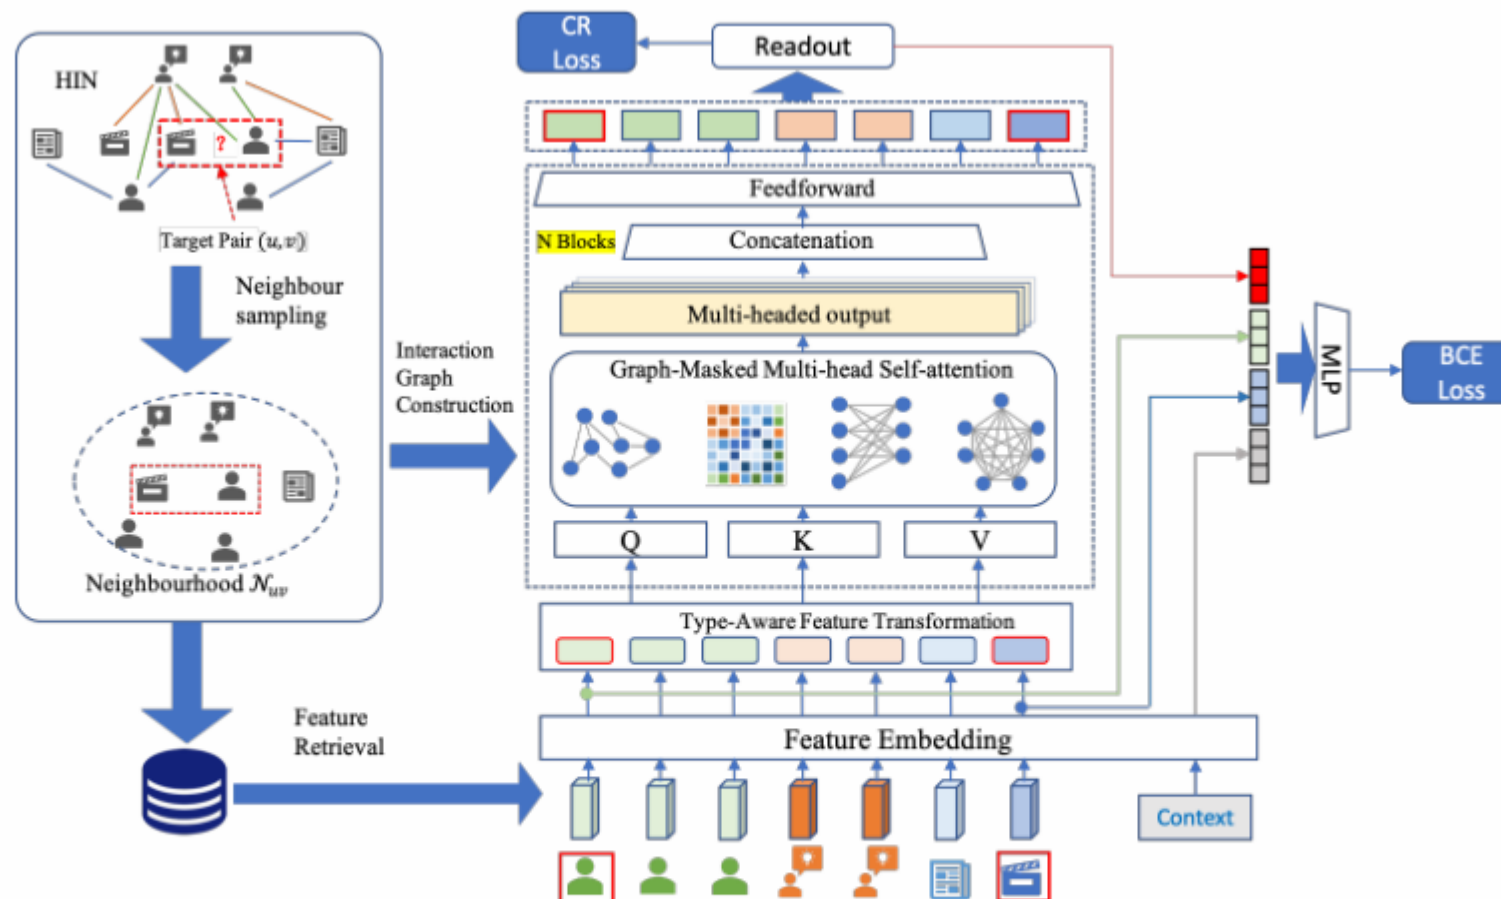 HIN
?
Target Pair (u,v)
Neighbour
sampling
Neighbourhood 𝒩uv
Interaction
Graph
Construction
Feature
Retrieval
CR
Loss
Readout
Feedforward
N Blocks
Concatenation
Multi-headed output
Graph-Masked Multi-head Self-attention
Q
K
V
Type-Aware Feature Transformation
Feature Embedding
Context
MLP
BCE
Loss